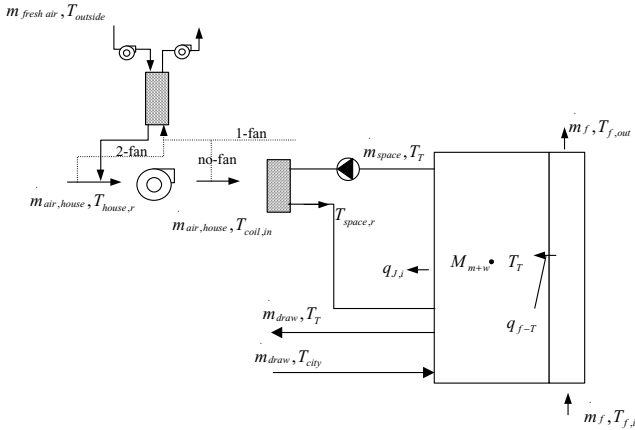 ṁ fresh air, T outside
1-fan
2-fan
no-fan
ṁ air,house, T house,r
ṁ air,house, T coil,in
ṁ space, T T
T space,r
ṁ f, T f,out
q J,i
M m+w
T T
q f-T
ṁ draw, T T
ṁ draw, T city
ṁ f, T f,i